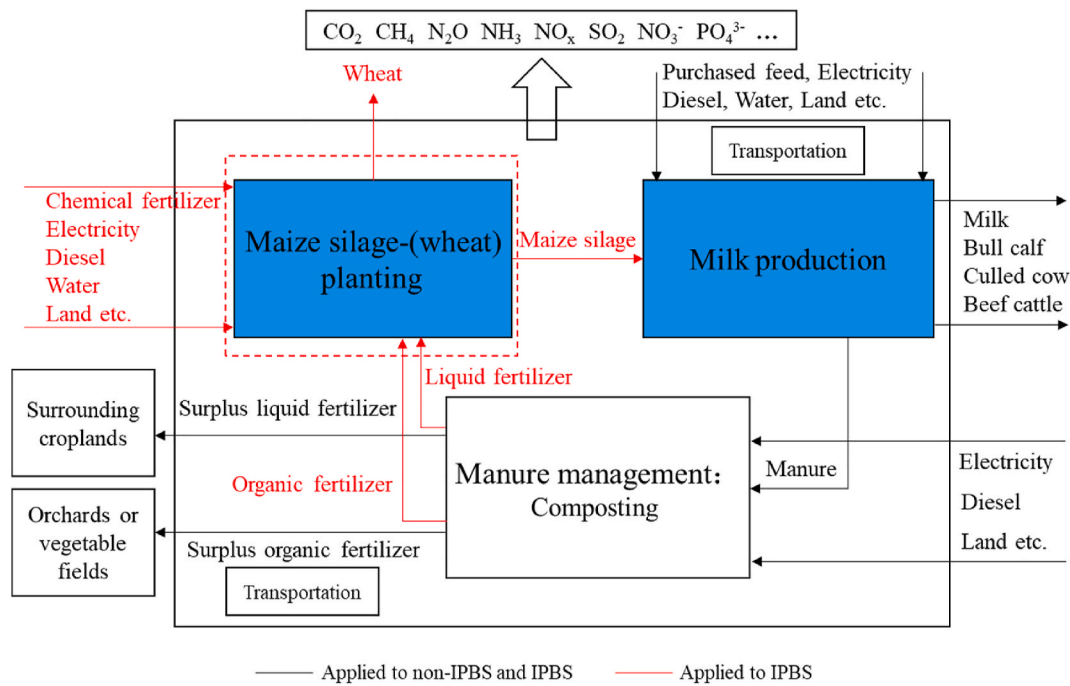 CO₂ CH₄ N₂O NH₃ NOₓ SO₂ NO₃⁻ PO₄³⁻ ...
Wheat
Purchased feed, Electricity
Diesel, Water, Land etc.
Transportation
Chemical fertilizer
Electricity
Diesel
Water
Land etc.
Maize silage-(wheat)
planting
Maize silage
Milk production
Milk
Bull calf
Culled cow
Beef cattle
Liquid fertilizer
Surrounding
croplands
Surplus liquid fertilizer
Organic fertilizer
Manure management:
Composting
Manure
Electricity
Diesel
Land etc.
Orchards or
vegetable
fields
Surplus organic fertilizer
Transportation
Applied to non-IPBS and IPBS
Applied to IPBS